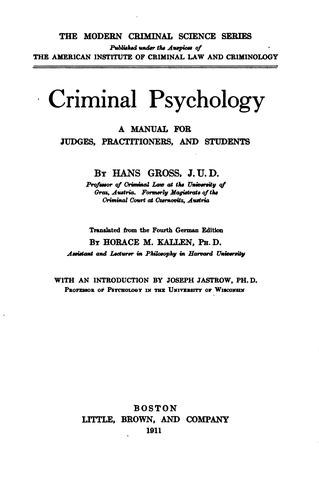 THE MODERN CRIMINAL SCIENCE SERIES
Published under the Auspices of
THE AMERICAN INSTITUTE OF CRIMINAL LAW AND CRIMINOLOGY
Criminal Psychology
A MANUAL FOR
JUDGES, PRACTITIONERS, AND STUDENTS
BY HANS GROSS, J.U.D.
Professor of Criminal Law at the University of
Graz, Austria. Formerly Magistrate of the
Criminal Court at Czernovitz, Austria
Translated from the Fourth German Edition
BY HORACE M. KALLEN, PH. D.
Assistant and Lecturer in Philosophy in Harvard University
WITH AN INTRODUCTION BY JOSEPH JASTROW, PH.D.
PROFESSOR OF PSYCHOLOGY IN THE UNIVERSITY OF WISCONSIN
BOSTON
LITTLE, BROWN, AND COMPANY
1911